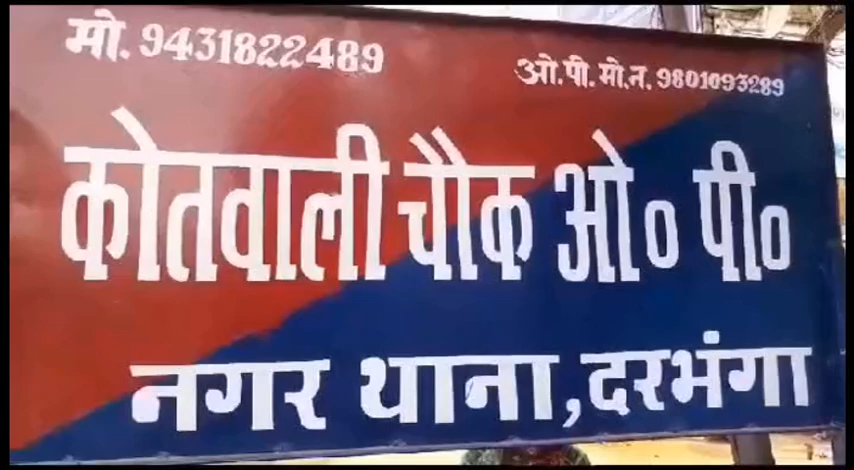 मो. 9431822489 ओ.पी.मो.न. 9801093289
कोतवाली चौक ओ० पी०
नगर थाना, दरभंगा